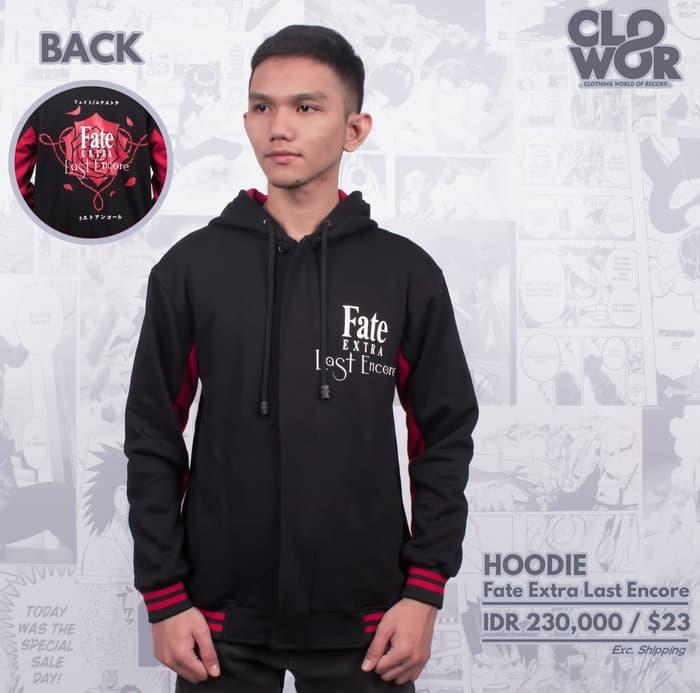 BACK
フェイト/エクストラ
Fate
EXTRA
Last Encore
ラストアンコール
CLO
WOR
CLOTHING WORLD OF RECORD
Fate
EXTRA
Last Encore
HOODIE
Fate Extra Last Encore
IDR 230,000 / $23
Exc. Shipping
TODAY
WAS THE
SPECIAL
SALE
DAY!